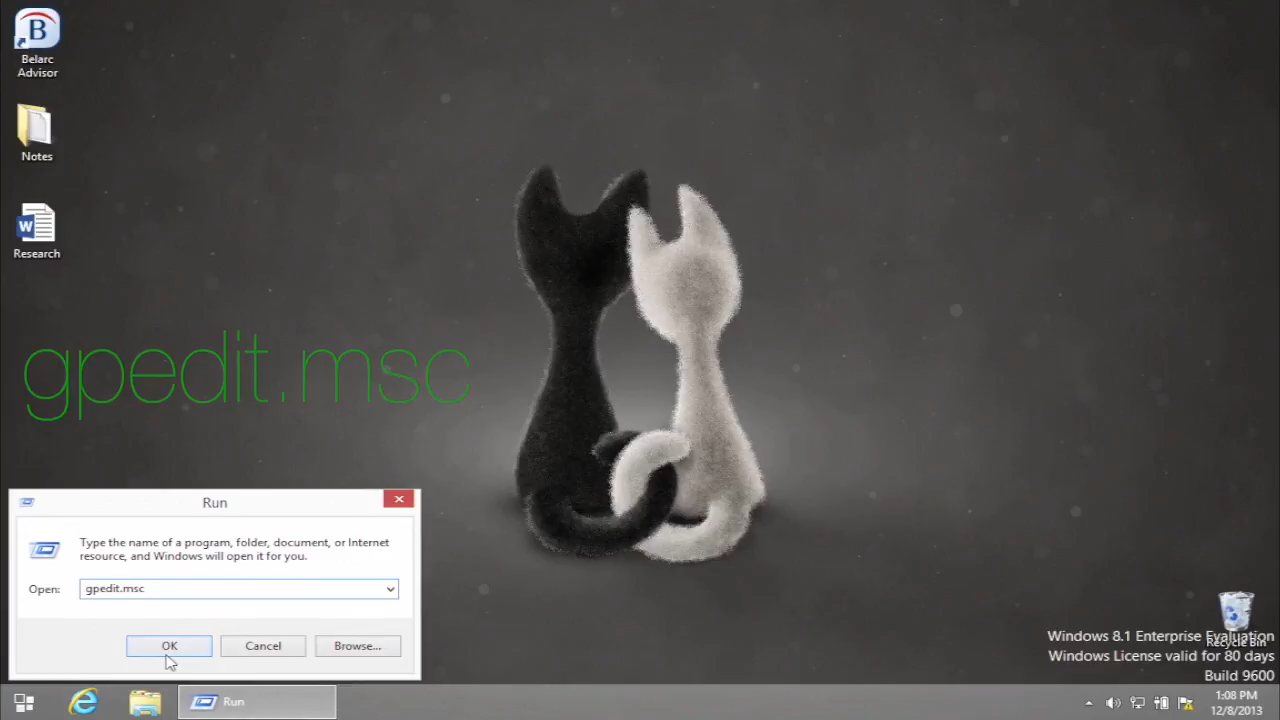 B
Belarc
Advisor
Notes
W
Research
gpedit.msc
Run
Type the name of a program, folder, document, or Internet
resource, and Windows will open it for you.
Open:
gpedit.msc
OK
Cancel
Browse...
Recycle Bin
Windows 8.1 Enterprise Evaluation
Windows License valid for 80 days
Build 9600
Run
1:08 PM
12/8/2013